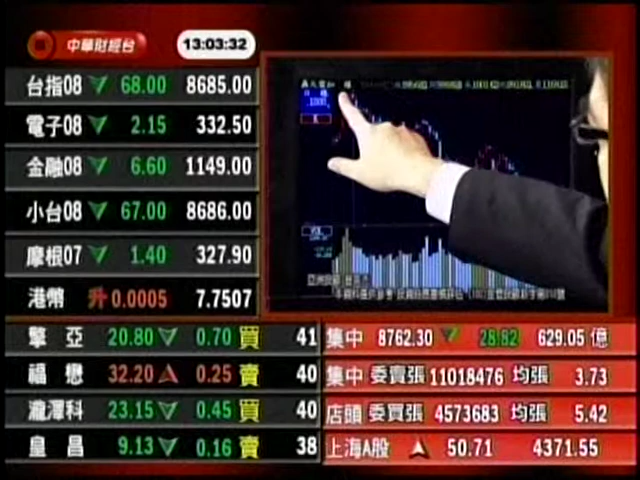 中華財經台 13:03:32
台指08 68.00 8685.00
電子08 2.15 332.50
金融08 6.60 1149.00
小台08 67.00 8686.00
摩根07 1.40 327.90
港幣 升 0.0005 7.7507
VOL
擎亞 20.80 0.70 買 41
集中 8762.30 28.82 629.05 億
福懋 32.20 0.25 賣 40
集中 委賣張 11018476 均張 3.73
瀧澤科 23.15 0.45 買 40
店頭 委買張 4573683 均張 5.42
皇昌 9.13 0.16 賣 38
上海A股 50.71 4371.55